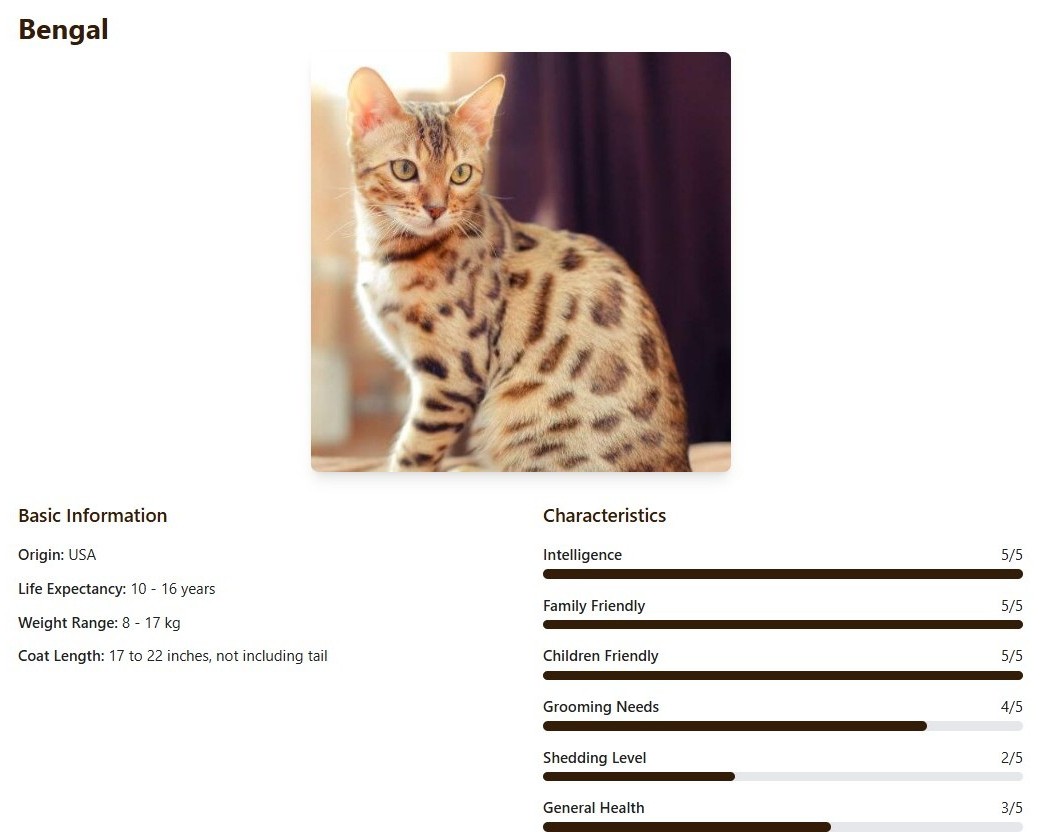 Bengal
Basic Information
Origin: USA
Life Expectancy: 10 - 16 years
Weight Range: 8 - 17 kg
Coat Length: 17 to 22 inches, not including tail
Characteristics
Intelligence 5/5
Family Friendly 5/5
Children Friendly 5/5
Grooming Needs 4/5
Shedding Level 2/5
General Health 3/5